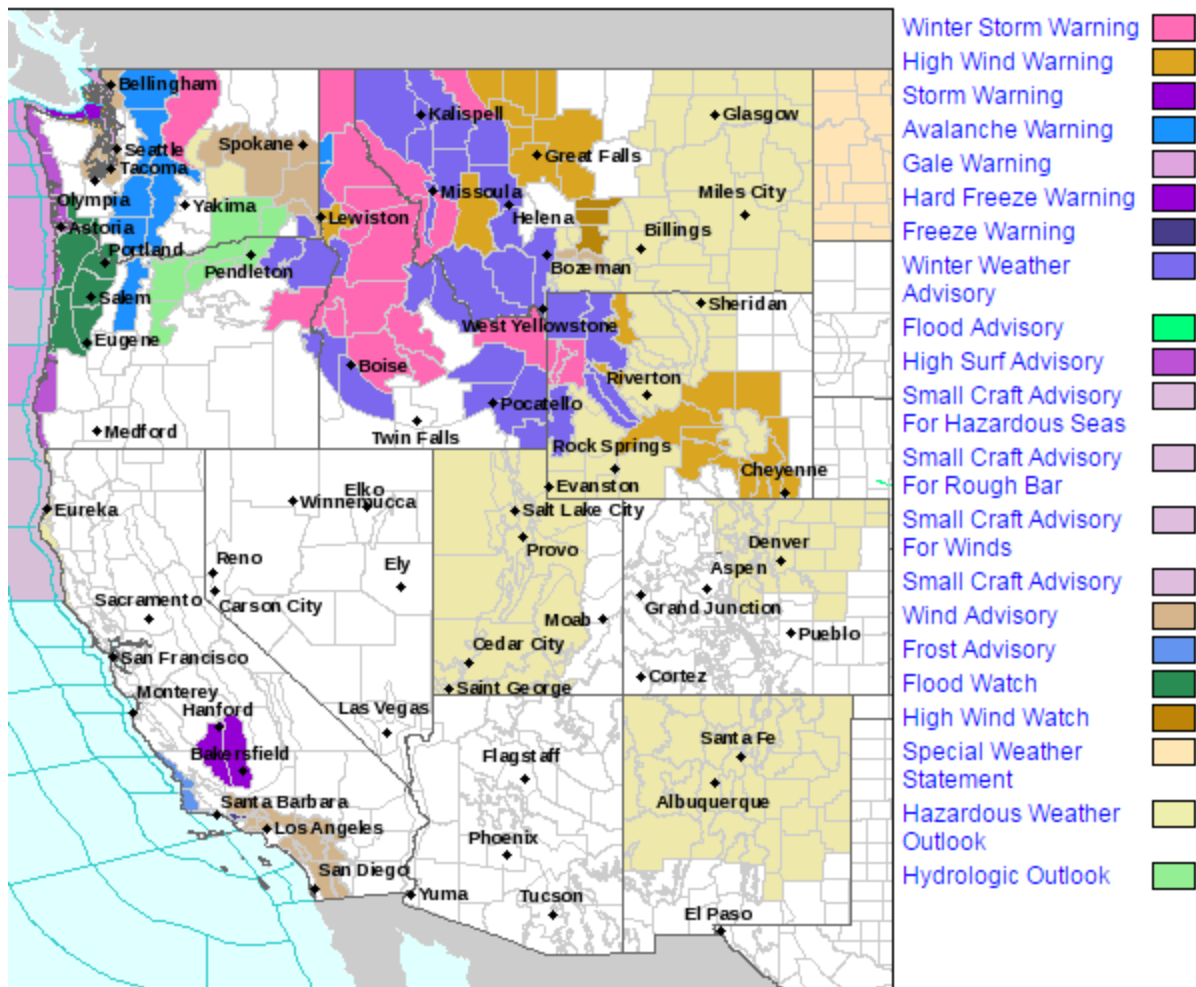 Bellingham
Kalispell
Glasgow
Spokane
Seattle
Great Falls
Tacoma
Missoula
Miles City
Olympia
Yakima
Lewiston
Helena
Astoria
Billings
Portland
Pendleton
Bozeman
Salem
Sheridan
West Yellowstone
Eugene
Boise
Riverton
Pocatello
Medford
Twin Falls
Rock Springs
Cheyenne
Evanston
Elko
Winnemucca
Eureka
Salt Lake City
Provo
Denver
Reno
Ely
Aspen
Sacramento
Carson City
Grand Junction
Moab
Pueblo
Cedar City
San Francisco
Cortez
Saint George
Monterey
Hanford
Las Vegas
Santa Fe
Bakersfield
Flagstaff
Albuquerque
Santa Barbara
Los Angeles
Phoenix
San Diego
Yuma
Tucson
El Paso
Winter Storm Warning
High Wind Warning
Storm Warning
Avalanche Warning
Gale Warning
Hard Freeze Warning
Freeze Warning
Winter Weather
Advisory
Flood Advisory
High Surf Advisory
Small Craft Advisory
For Hazardous Seas
Small Craft Advisory
For Rough Bar
Small Craft Advisory
For Winds
Small Craft Advisory
Wind Advisory
Frost Advisory
Flood Watch
High Wind Watch
Special Weather
Statement
Hazardous Weather
Outlook
Hydrologic Outlook